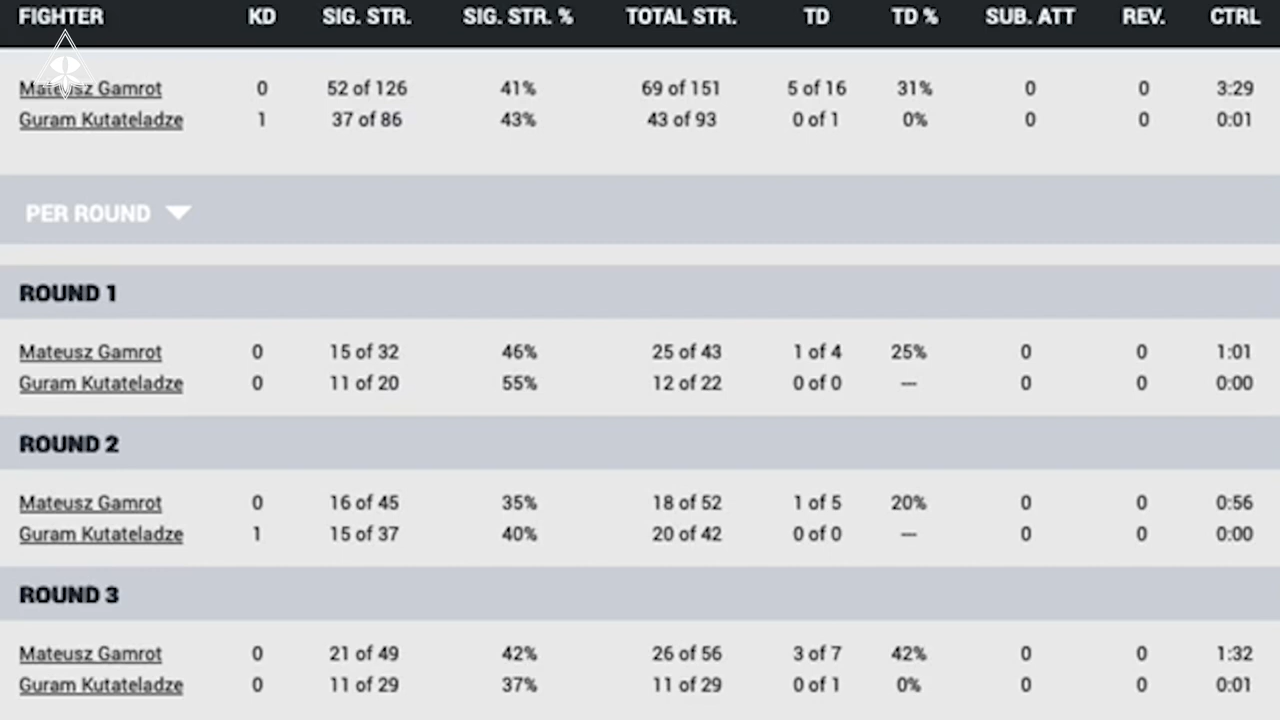 FIGHTER KD SIG. STR. SIG. STR. % TOTAL STR. TD TD % SUB. ATT REV. CTRL
Mateusz Gamrot 0 52 of 126 41% 69 of 151 5 of 16 31% 0 0 3:29
Guram Kutateladze 1 37 of 86 43% 43 of 93 0 of 1 0% 0 0 0:01
PER ROUND
ROUND 1
Mateusz Gamrot 0 15 of 32 46% 25 of 43 1 of 4 25% 0 0 1:01
Guram Kutateladze 0 11 of 20 55% 12 of 22 0 of 0 --- 0 0 0:00
ROUND 2
Mateusz Gamrot 0 16 of 45 35% 18 of 52 1 of 5 20% 0 0 0:56
Guram Kutateladze 1 15 of 37 40% 20 of 42 0 of 0 --- 0 0 0:00
ROUND 3
Mateusz Gamrot 0 21 of 49 42% 26 of 56 3 of 7 42% 0 0 1:32
Guram Kutateladze 0 11 of 29 37% 11 of 29 0 of 1 0% 0 0 0:01